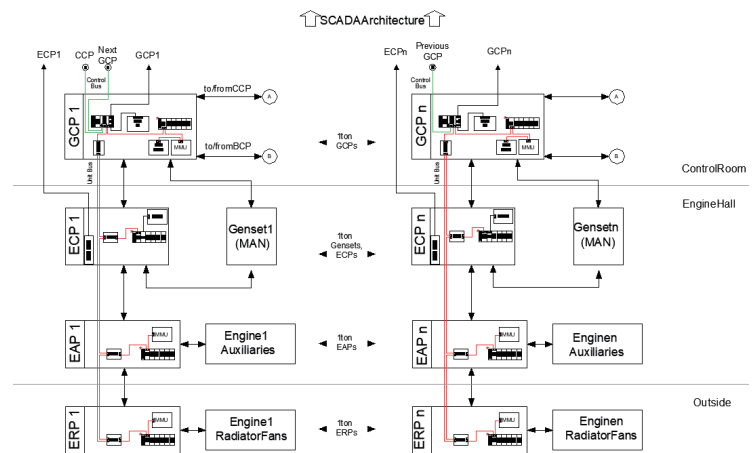 SCADAArchitecture
ECP1
CCP
Next
GCP
GCP1
Control
Bus
to/fromCCP
A
GCP 1
MMU
to/fromBCP
B
Unit Bus
ECPn
Previous
GCP
GCPn
Control
Bus
A
GCP n
MMU
B
Unit Bus
1ton
GCPs
ControlRoom
EngineHall
ECP 1
Genset1
(MAN)
1ton
Gensets,
ECPs
ECP n
Gensetn
(MAN)
EAP 1
MMU
Engine1
Auxiliaries
1ton
EAPs
EAP n
MMU
Enginen
Auxiliaries
Outside
ERP 1
MMU
Engine1
RadiatorFans
1ton
ERPs
ERP n
MMU
Enginen
RadiatorFans